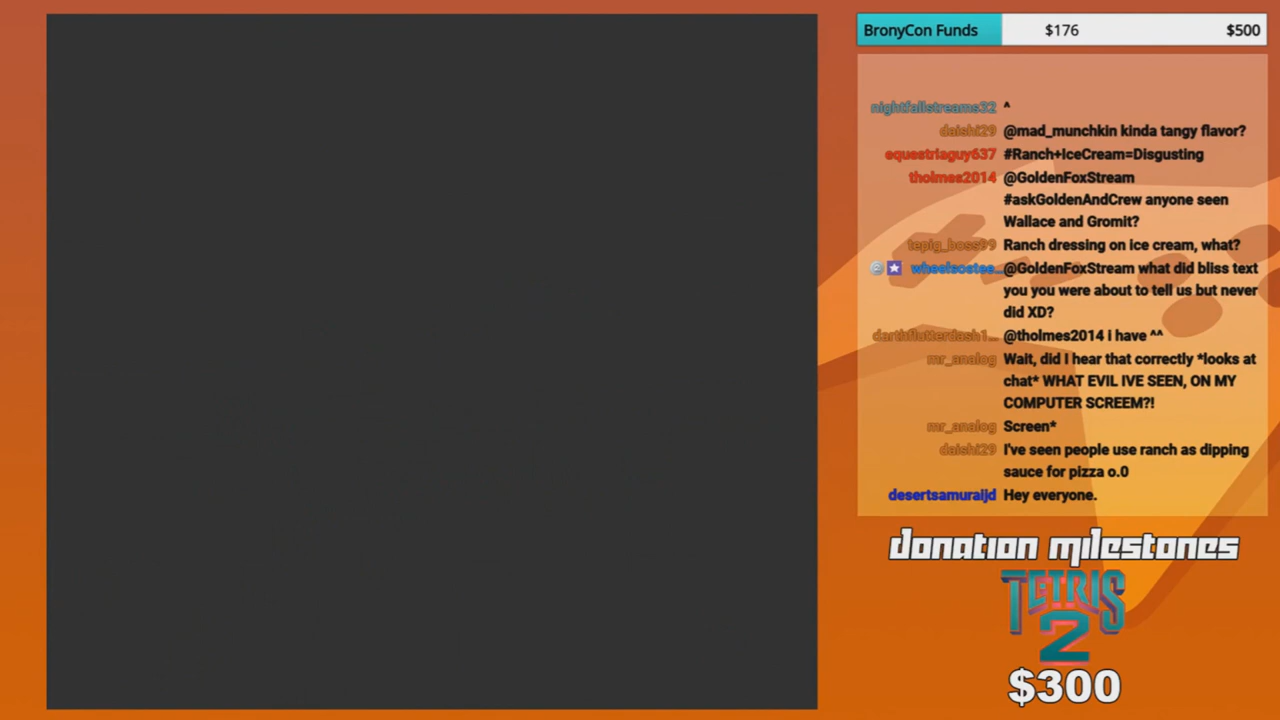 BronyCon Funds $176 $500
nightfallstreams32 ^
daishi29 @mad_munchkin kinda tangy flavor?
equestriaguy637 #Ranch+IceCream=Disgusting
tholmes2014 @GoldenFoxStream
#askGoldenAndCrew anyone seen
Wallace and Gromit?
tepig_boss99 Ranch dressing on ice cream, what?
wheelsostee... @GoldenFoxStream what did bliss text
you you were about to tell us but never
did XD?
darthflutterdash1... @tholmes2014 i have ^^
mr_analog Wait, did I hear that correctly *looks at
chat* WHAT EVIL IVE SEEN, ON MY
COMPUTER SCREEM?!
mr_analog Screen*
daishi29 I've seen people use ranch as dipping
sauce for pizza o.0
desertsamuraijd Hey everyone.
donation milestones
TETRIS
2
$300